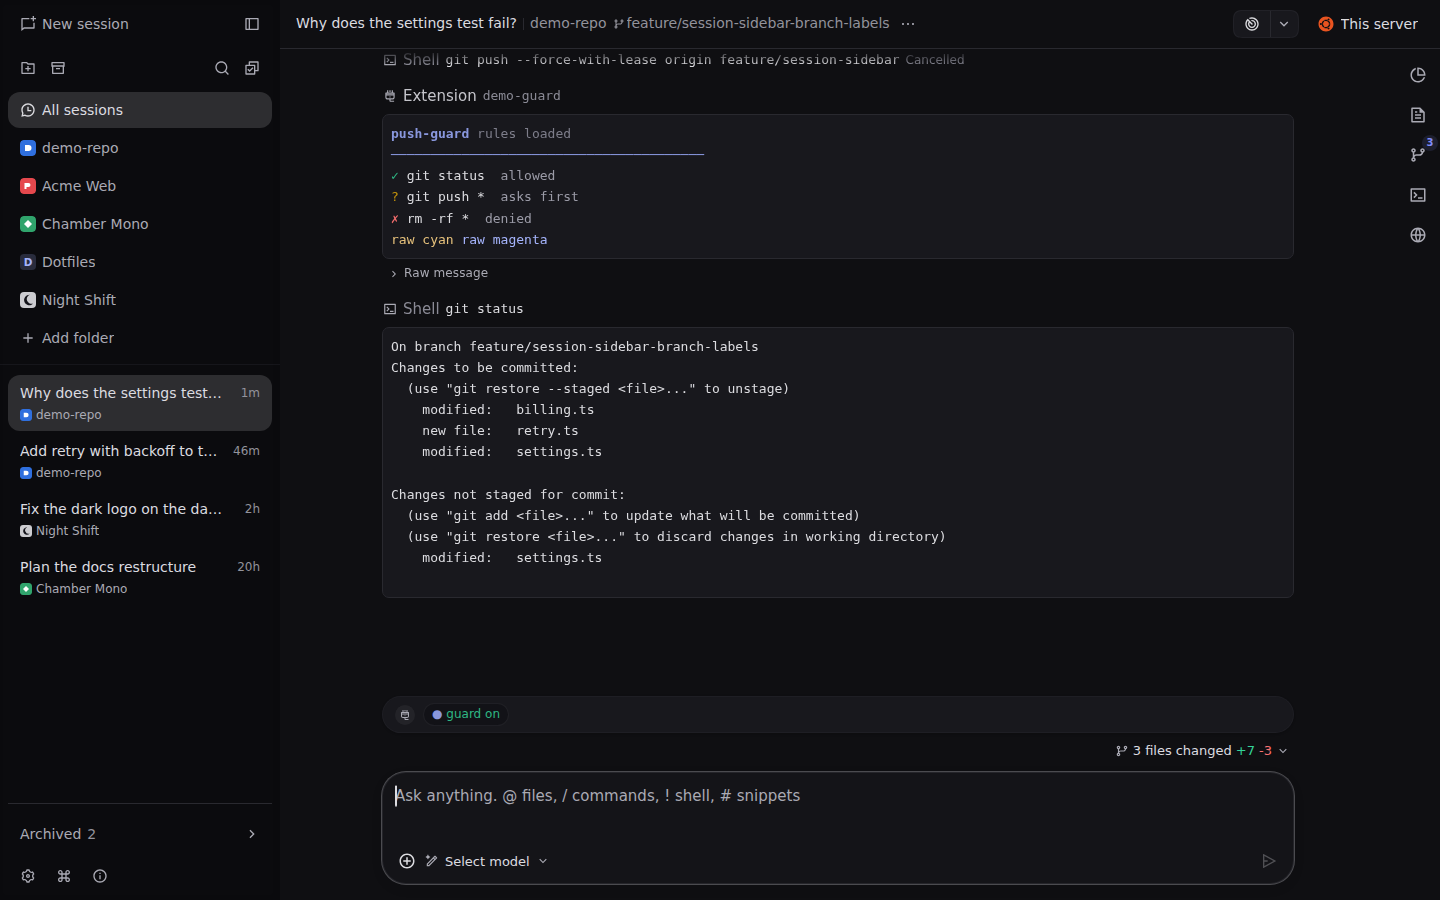 New session
All sessions
demo-repo
Acme Web
Chamber Mono
D Dotfiles
Night Shift
Add folder
Why does the settings test... 1m
demo-repo
Add retry with backoff to t... 46m
demo-repo
Fix the dark logo on the da... 2h
Night Shift
Plan the docs restructure 20h
Chamber Mono
Archived 2
Why does the settings test fail? demo-repo feature/session-sidebar-branch-labels
This server
Shell git push --force-with-lease origin feature/session-sidebar Cancelled
Extension demo-guard
push-guard rules loaded
✓ git status allowed
? git push * asks first
✗ rm -rf * denied
raw cyan raw magenta
Raw message
Shell git status
On branch feature/session-sidebar-branch-labels
Changes to be committed:
(use "git restore --staged <file>..." to unstage)
modified: billing.ts
new file: retry.ts
modified: settings.ts
Changes not staged for commit:
(use "git add <file>..." to update what will be committed)
(use "git restore <file>..." to discard changes in working directory)
modified: settings.ts
● guard on
3 files changed +7 -3
Ask anything. @ files, / commands, ! shell, # snippets
Select model
3